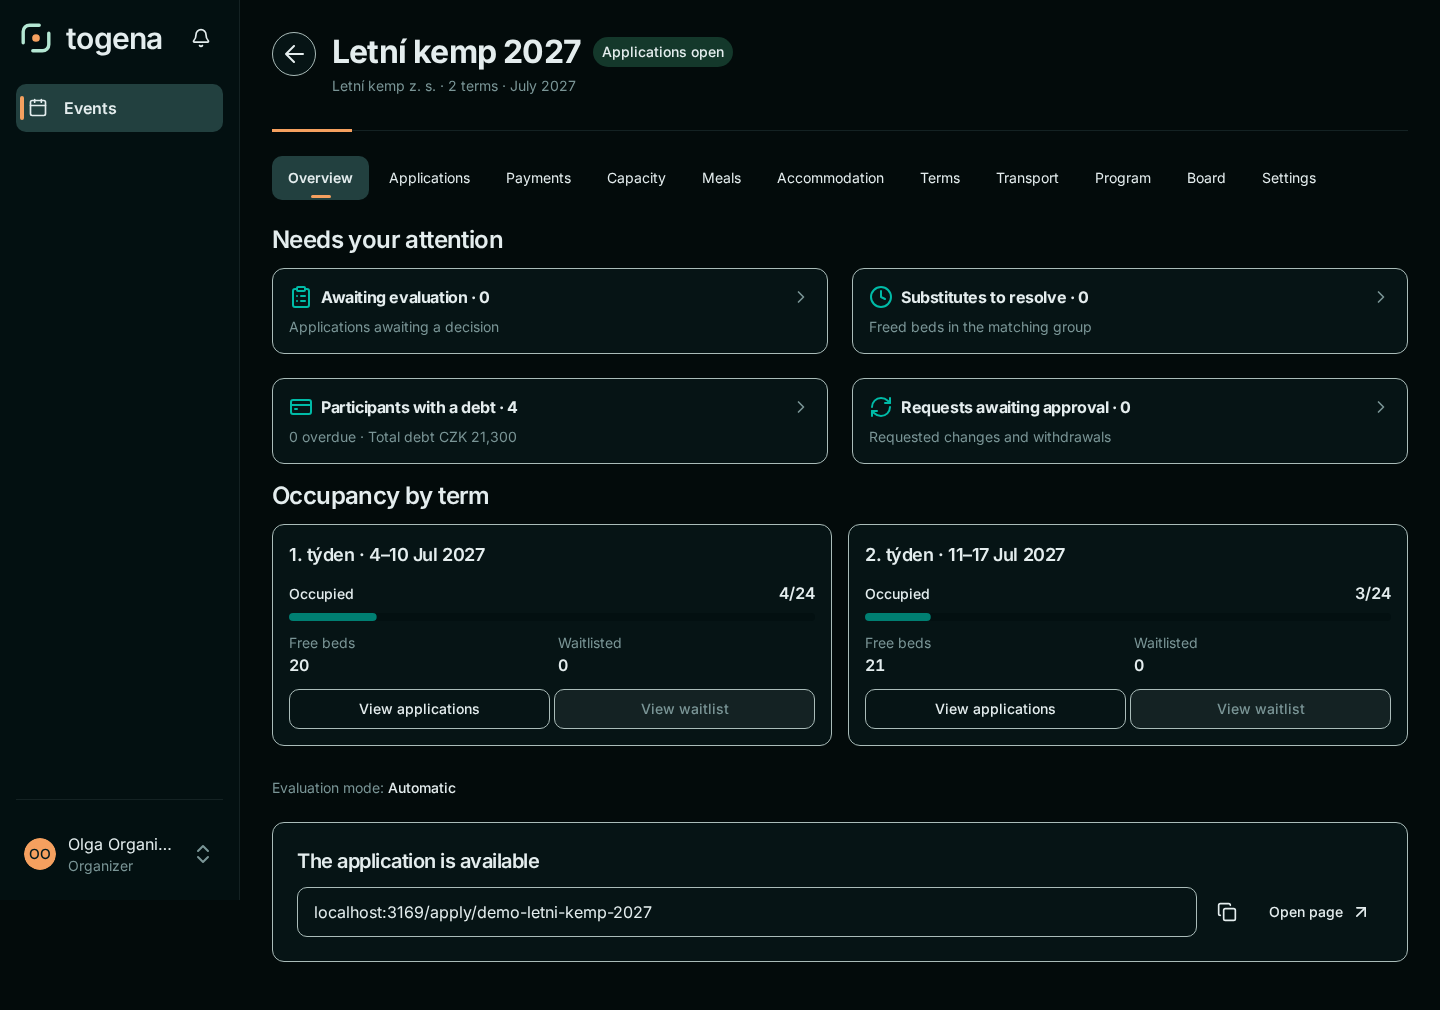 togena
Events
Letní kemp 2027
Applications open
Letní kemp z. s. · 2 terms · July 2027
Overview
Applications
Payments
Capacity
Meals
Accommodation
Terms
Transport
Program
Board
Settings
Needs your attention
Awaiting evaluation · 0
Applications awaiting a decision
Substitutes to resolve · 0
Freed beds in the matching group
Participants with a debt · 4
0 overdue · Total debt CZK 21,300
Requests awaiting approval · 0
Requested changes and withdrawals
Occupancy by term
1. týden · 4–10 Jul 2027
Occupied
4/24
Free beds
Waitlisted
20
0
View applications
View waitlist
2. týden · 11–17 Jul 2027
Occupied
3/24
Free beds
Waitlisted
21
0
View applications
View waitlist
Evaluation mode: Automatic
The application is available
localhost:3169/apply/demo-letni-kemp-2027
Open page
OO
Olga Organi...
Organizer